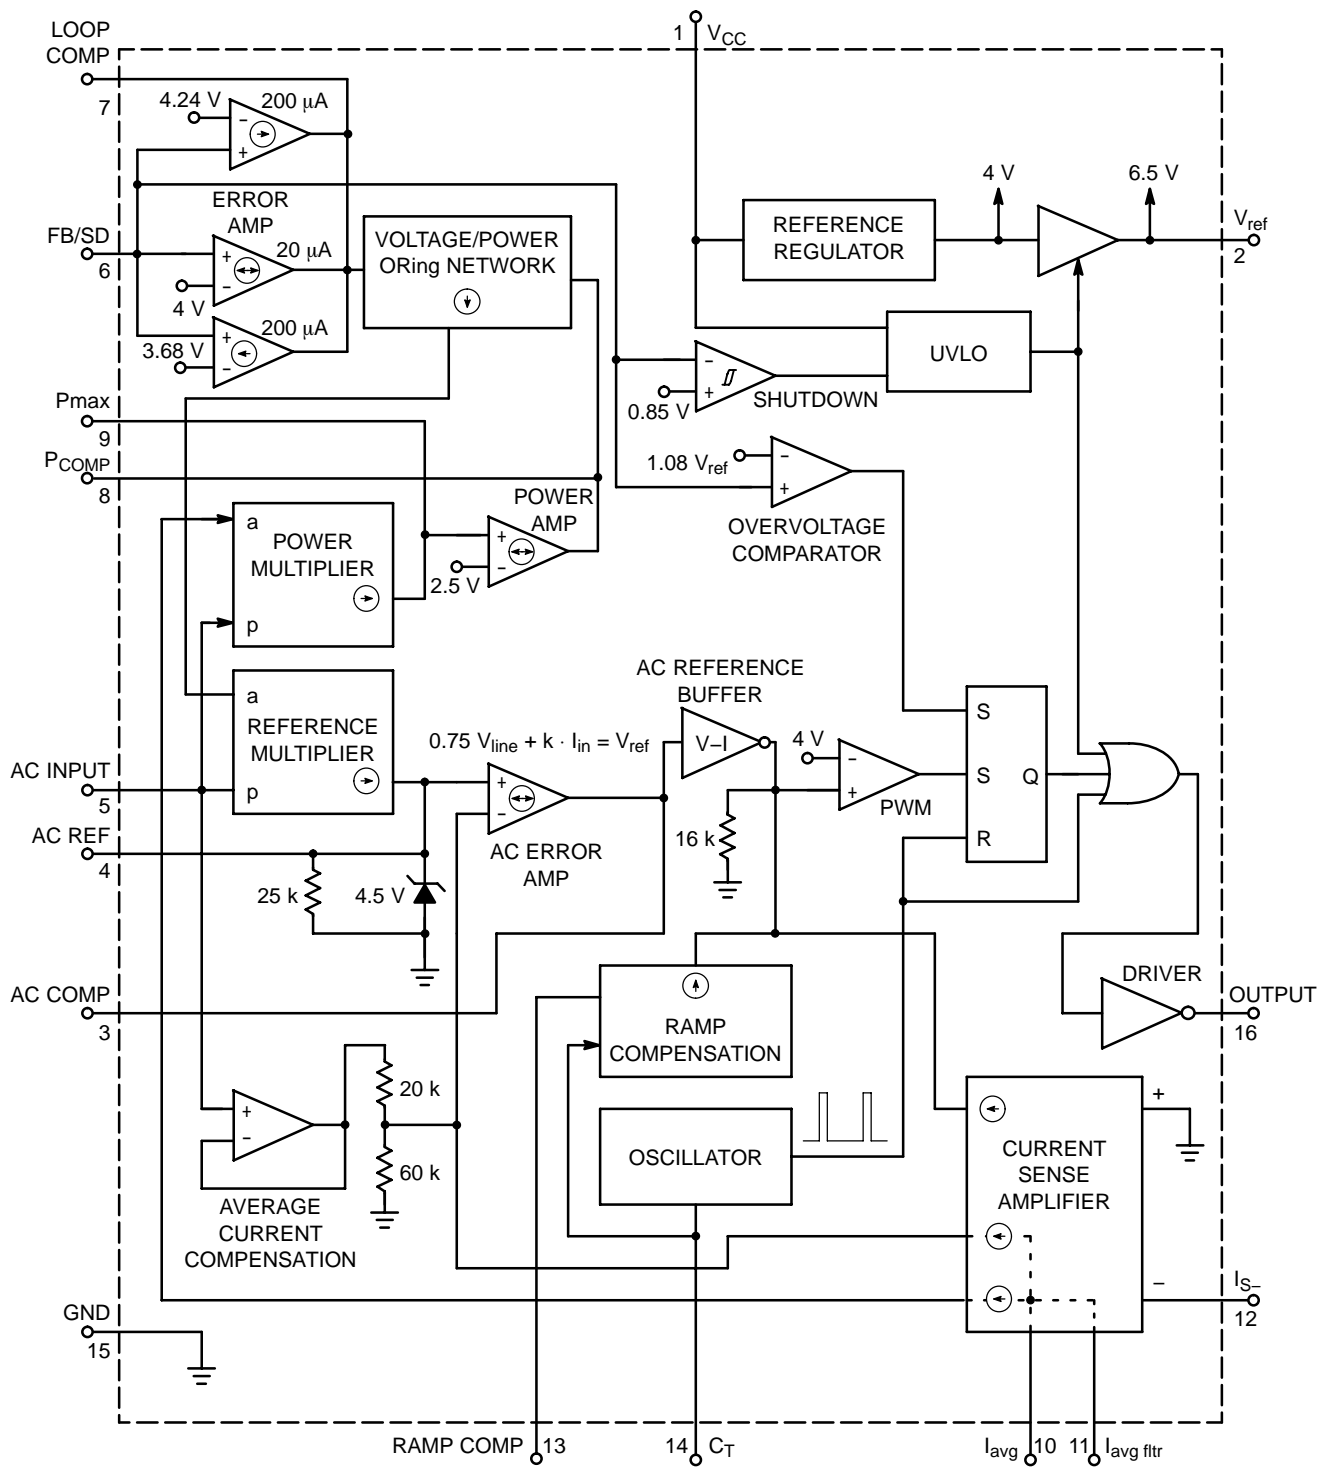 LOOP
COMP
7
1
VCC
4.24 V
200 µA
−
+
ERROR
AMP
FB/SD
6
+
−
20 µA
4 V
+
−
200 µA
3.68 V
VOLTAGE/POWER
ORing NETWORK
REFERENCE
REGULATOR
4 V
6.5 V
Vref
2
UVLO
−
+
0.85 V
SHUTDOWN
Pmax
9
PCOMP
8
1.08 Vref
−
+
OVERVOLTAGE
COMPARATOR
a
POWER
MULTIPLIER
p
POWER
AMP
+
−
2.5 V
a
REFERENCE
MULTIPLIER
p
AC INPUT
5
AC REF
4
0.75 Vline + k · Iin = Vref
+
−
AC ERROR
AMP
AC REFERENCE
BUFFER
V−I
4 V
−
+
PWM
16 k
S
S
Q
R
25 k
4.5 V
AC COMP
3
RAMP
COMPENSATION
DRIVER
OUTPUT
16
+
−
20 k
60 k
AVERAGE
CURRENT
COMPENSATION
OSCILLATOR
CURRENT
SENSE
AMPLIFIER
+
−
IS−
12
GND
15
RAMP COMP
13
14
CT
Iavg
10
11
Iavg fltr